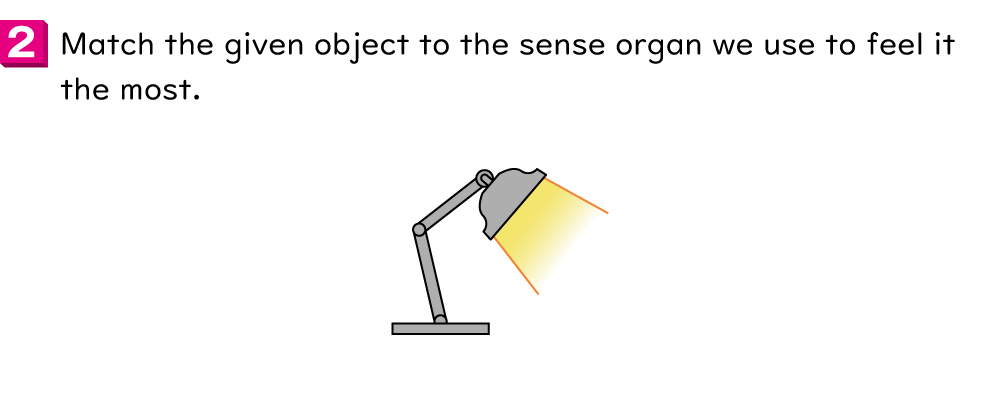 2 Match the given object to the sense organ we use to feel it
the most.